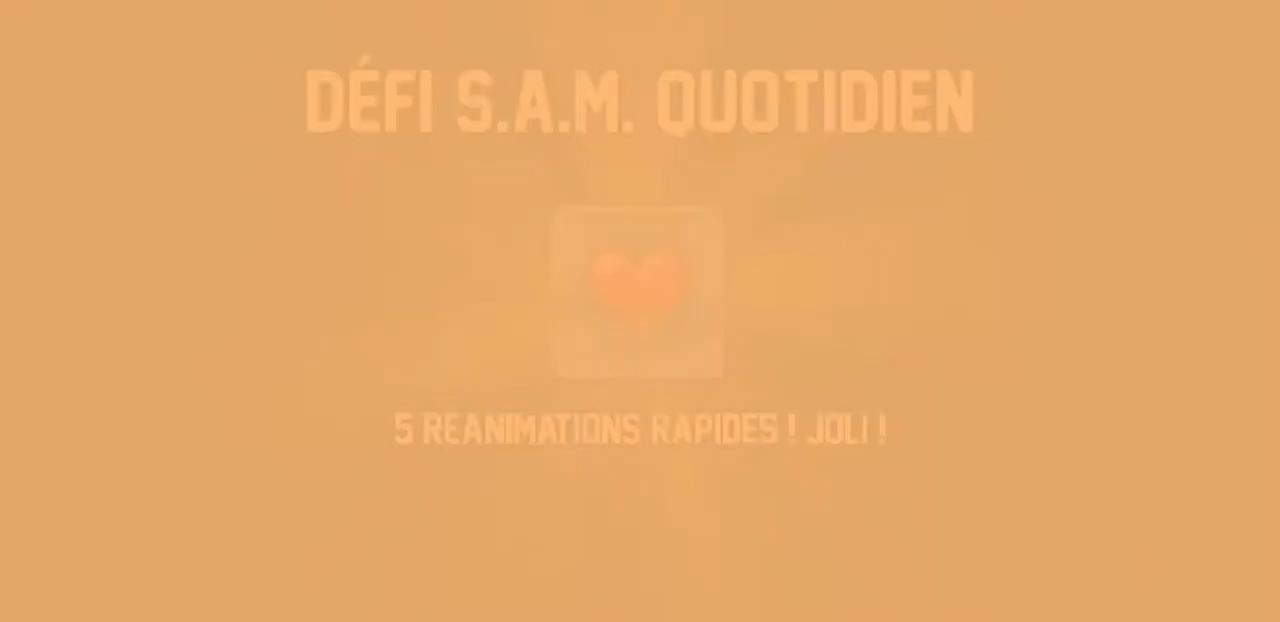 DÉFI S.A.M. QUOTIDIEN
5 RÉANIMATIONS RAPIDES ! JOLI !